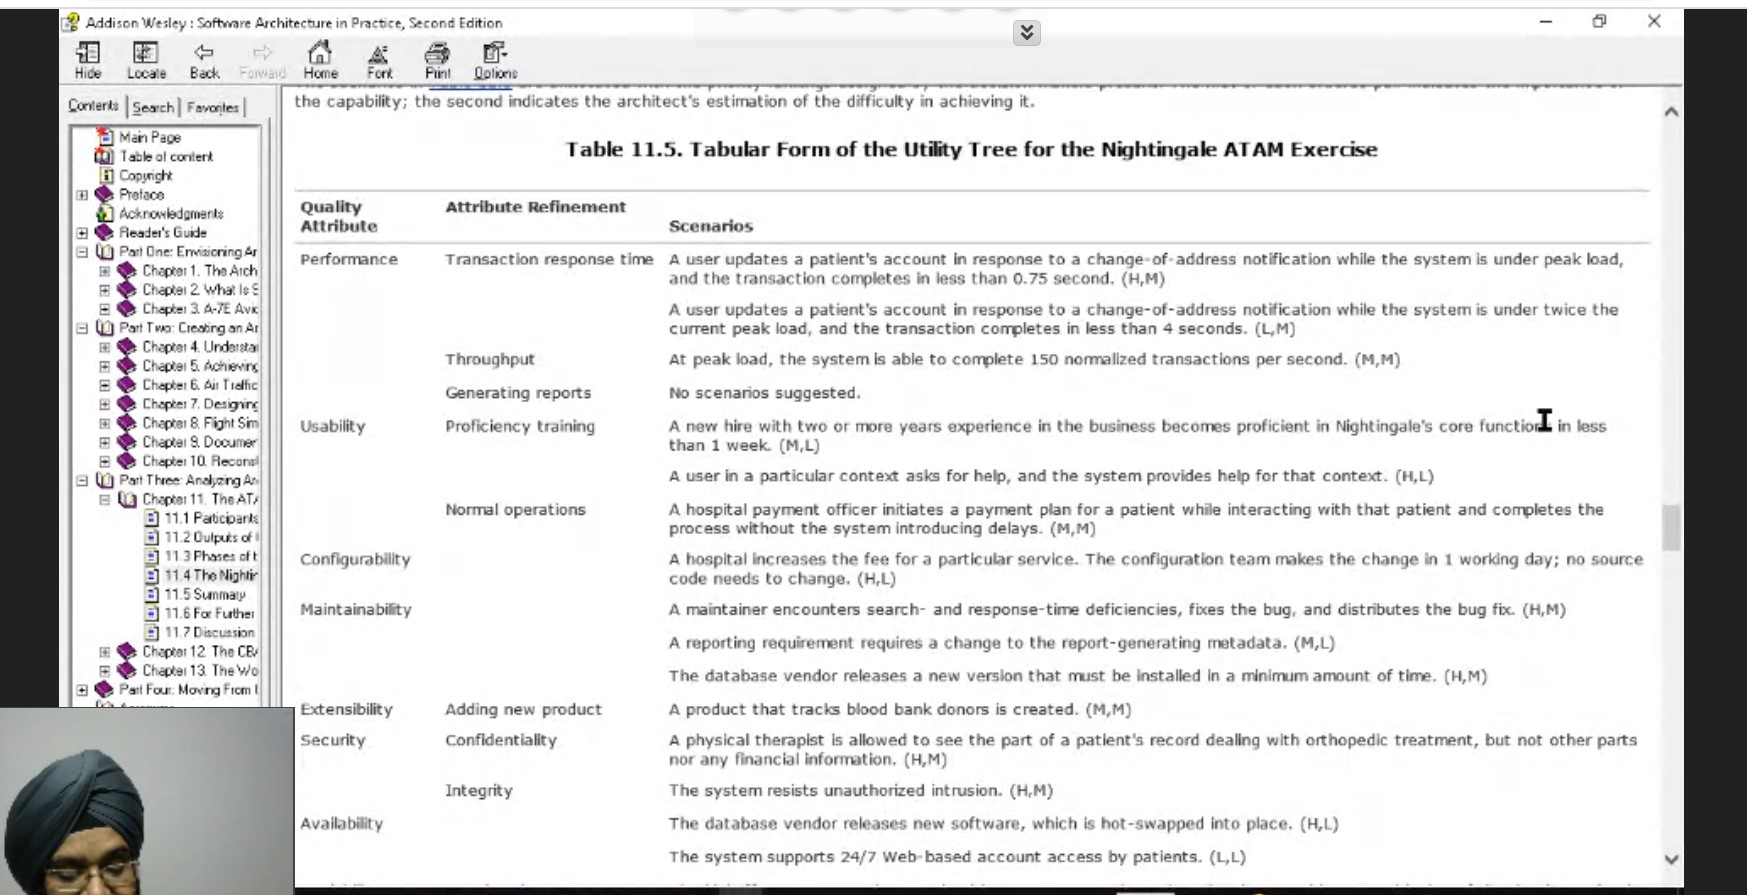 Addison Wesley : Software Architecture in Practice, Second Edition
Hide Locate Back Forward Home Font Print Options
Contents Search Favorites
Main Page
Table of content
Copyright
Preface
Acknowledgments
Reader's Guide
Part One: Envisioning Ar
Chapter 1. The Arch
Chapter 2. What Is S
Chapter 3. A-7E Avic
Part Two: Creating an Ar
Chapter 4. Understa
Chapter 5. Achieving
Chapter 6. Air Traffic
Chapter 7. Designing
Chapter 8. Flight Sim
Chapter 9. Documer
Chapter 10. Reconst
Part Three: Analyzing An
Chapter 11. The ATA
11.1 Participants
11.2 Outputs of
11.3 Phases of t
11.4 The Nightin
11.5 Summary
11.6 For Further
11.7 Discussion
Chapter 12. The CBA
Chapter 13. The Wo
Part Four: Moving From
the capability; the second indicates the architect's estimation of the difficulty in achieving it.
Table 11.5. Tabular Form of the Utility Tree for the Nightingale ATAM Exercise
Quality Attribute Refinement
Attribute Scenarios
Performance Transaction response time A user updates a patient's account in response to a change-of-address notification while the system is under peak load,
and the transaction completes in less than 0.75 second. (H,M)
A user updates a patient's account in response to a change-of-address notification while the system is under twice the
current peak load, and the transaction completes in less than 4 seconds. (L,M)
Throughput At peak load, the system is able to complete 150 normalized transactions per second. (M,M)
Generating reports No scenarios suggested.
Usability Proficiency training A new hire with two or more years experience in the business becomes proficient in Nightingale's core functions in less
than 1 week. (M,L)
A user in a particular context asks for help, and the system provides help for that context. (H,L)
Normal operations A hospital payment officer initiates a payment plan for a patient while interacting with that patient and completes the
process without the system introducing delays. (M,M)
Configurability A hospital increases the fee for a particular service. The configuration team makes the change in 1 working day; no source
code needs to change. (H,L)
Maintainability A maintainer encounters search- and response-time deficiencies, fixes the bug, and distributes the bug fix. (H,M)
A reporting requirement requires a change to the report-generating metadata. (M,L)
The database vendor releases a new version that must be installed in a minimum amount of time. (H,M)
Extensibility Adding new product A product that tracks blood bank donors is created. (M,M)
Security Confidentiality A physical therapist is allowed to see the part of a patient's record dealing with orthopedic treatment, but not other parts
nor any financial information. (H,M)
Integrity The system resists unauthorized intrusion. (H,M)
Availability The database vendor releases new software, which is hot-swapped into place. (H,L)
The system supports 24/7 Web-based account access by patients. (L,L)